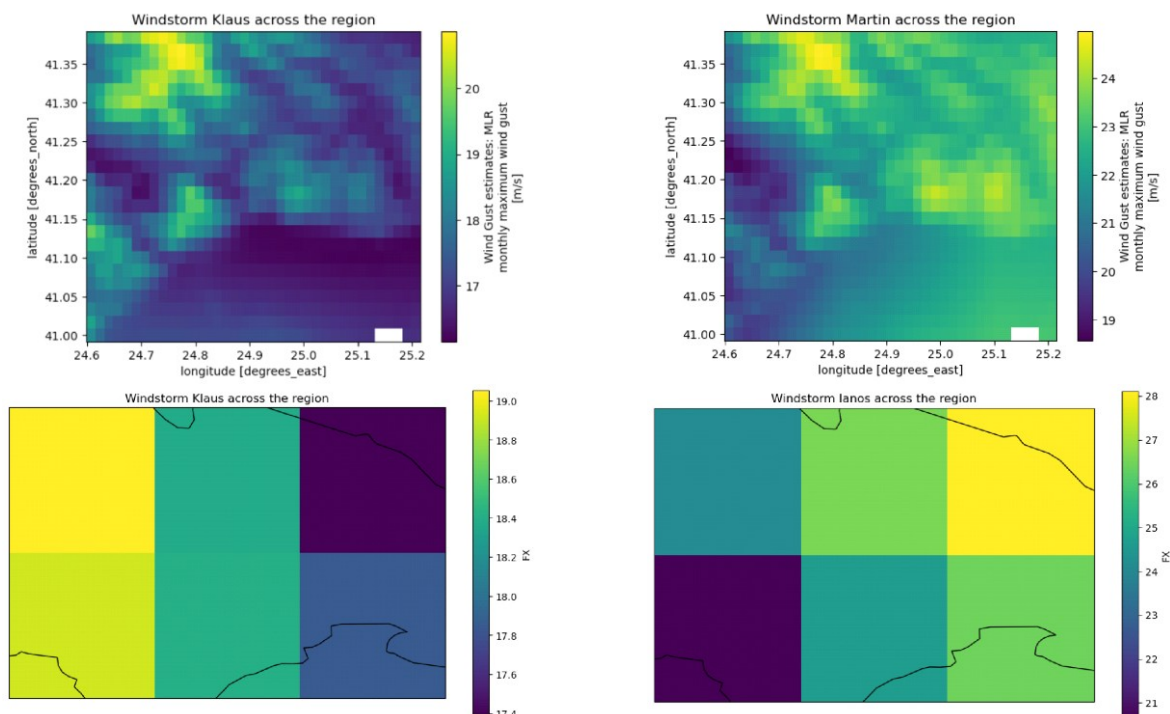 Windstorm Klaus across the region
41.35
41.30
41.25
41.20
41.15
41.10
41.05
41.00
latitude [degrees_north]
24.6 24.7 24.8 24.9 25.0 25.1 25.2
longitude [degrees_east]
20
19
18
17
Wind Gust estimates: MLR
monthly maximum wind gust
[m/s]
Windstorm Martin across the region
41.35
41.30
41.25
41.20
41.15
41.10
41.05
41.00
latitude [degrees_north]
24.6 24.7 24.8 24.9 25.0 25.1 25.2
longitude [degrees_east]
24
23
22
21
20
19
Wind Gust estimates: MLR
monthly maximum wind gust
[m/s]
Windstorm Klaus across the region
19.0
18.8
18.6
18.4
18.2
18.0
17.8
17.6
17.4
FX
Windstorm Ianos across the region
28
27
26
25
24
23
22
21
FX